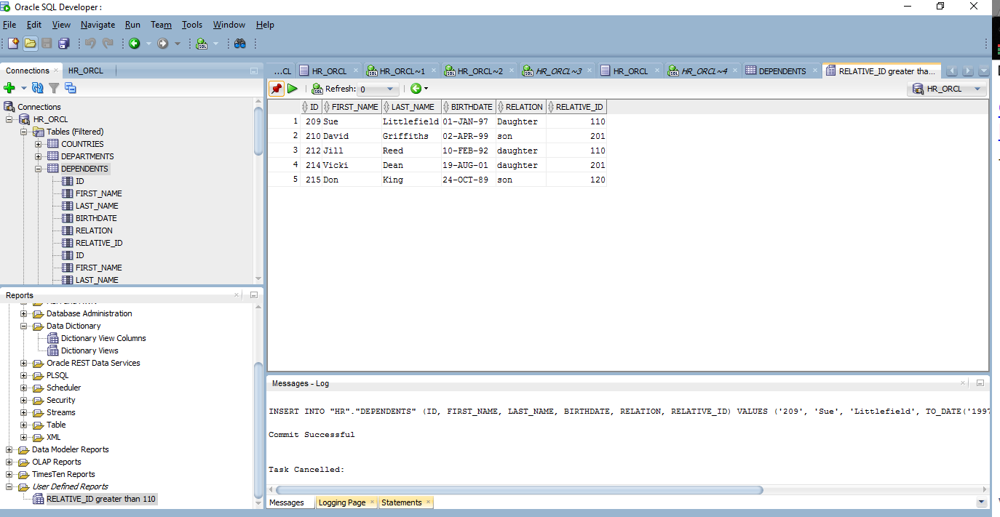 Oracle SQL Developer :
File Edit View Navigate Run Team Tools Window Help
Connections HR_ORCL
Connections
HR_ORCL
Tables (Filtered)
COUNTRIES
DEPARTMENTS
DEPENDENTS
ID
FIRST_NAME
LAST_NAME
BIRTHDATE
RELATION
RELATIVE_ID
ID
FIRST_NAME
LAST_NAME
Reports
Database Administration
Data Dictionary
Dictionary View Columns
Dictionary Views
Oracle REST Data Services
PLSQL
Scheduler
Security
Streams
Table
XML
Data Modeler Reports
OLAP Reports
TimesTen Reports
User Defined Reports
RELATIVE_ID greater than 110
...CL HR_ORCL HR_ORCL~1 HR_ORCL~2 HR_ORCL~3 HR_ORCL HR_ORCL~4 DEPENDENTS RELATIVE_ID greater tha...
Refresh: 0 HR_ORCL
ID FIRST_NAME LAST_NAME BIRTHDATE RELATION RELATIVE_ID
1 209 Sue Littlefield 01-JAN-97 Daughter 110
2 210 David Griffiths 02-APR-99 son 201
3 212 Jill Reed 10-FEB-92 daughter 110
4 214 Vicki Dean 19-AUG-01 daughter 201
5 215 Don King 24-OCT-89 son 120
Messages - Log
INSERT INTO "HR"."DEPENDENTS" (ID, FIRST_NAME, LAST_NAME, BIRTHDATE, RELATION, RELATIVE_ID) VALUES ('209', 'Sue', 'Littlefield', TO_DATE('1997
Commit Successful
Task Cancelled:
Messages Logging Page Statements